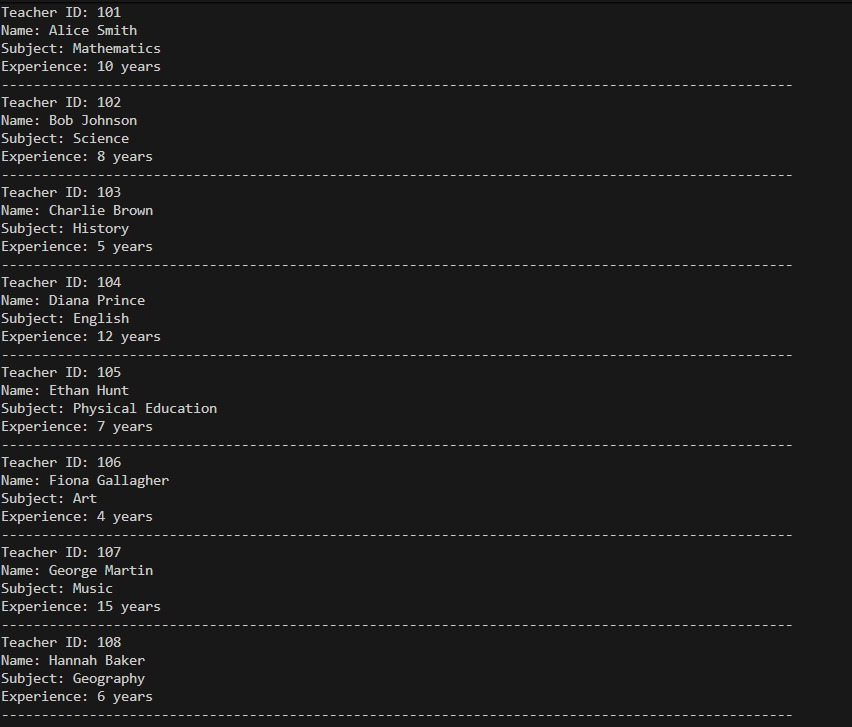 Teacher ID: 101
Name: Alice Smith
Subject: Mathematics
Experience: 10 years
---------------------------------------------------------------------------------------------------
Teacher ID: 102
Name: Bob Johnson
Subject: Science
Experience: 8 years
---------------------------------------------------------------------------------------------------
Teacher ID: 103
Name: Charlie Brown
Subject: History
Experience: 5 years
---------------------------------------------------------------------------------------------------
Teacher ID: 104
Name: Diana Prince
Subject: English
Experience: 12 years
---------------------------------------------------------------------------------------------------
Teacher ID: 105
Name: Ethan Hunt
Subject: Physical Education
Experience: 7 years
---------------------------------------------------------------------------------------------------
Teacher ID: 106
Name: Fiona Gallagher
Subject: Art
Experience: 4 years
---------------------------------------------------------------------------------------------------
Teacher ID: 107
Name: George Martin
Subject: Music
Experience: 15 years
---------------------------------------------------------------------------------------------------
Teacher ID: 108
Name: Hannah Baker
Subject: Geography
Experience: 6 years
---------------------------------------------------------------------------------------------------